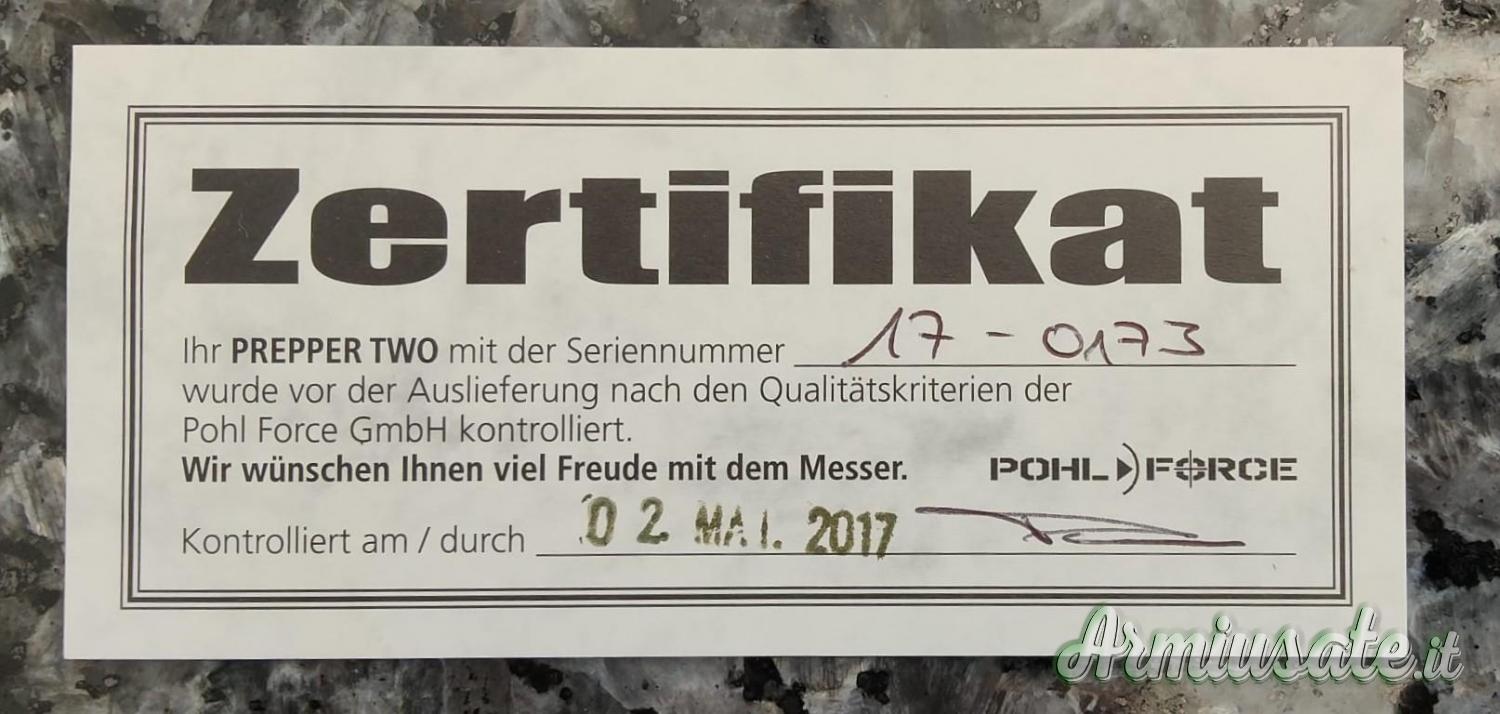 Zertifikat
Ihr PREPPER TWO mit der Seriennummer 17 - 0173
wurde vor der Auslieferung nach den Qualitätskriterien der
Pohl Force GmbH kontrolliert.
Wir wünschen Ihnen viel Freude mit dem Messer. POHL FORCE
Kontrolliert am / durch 02. MAI. 2017
Armiusate.it